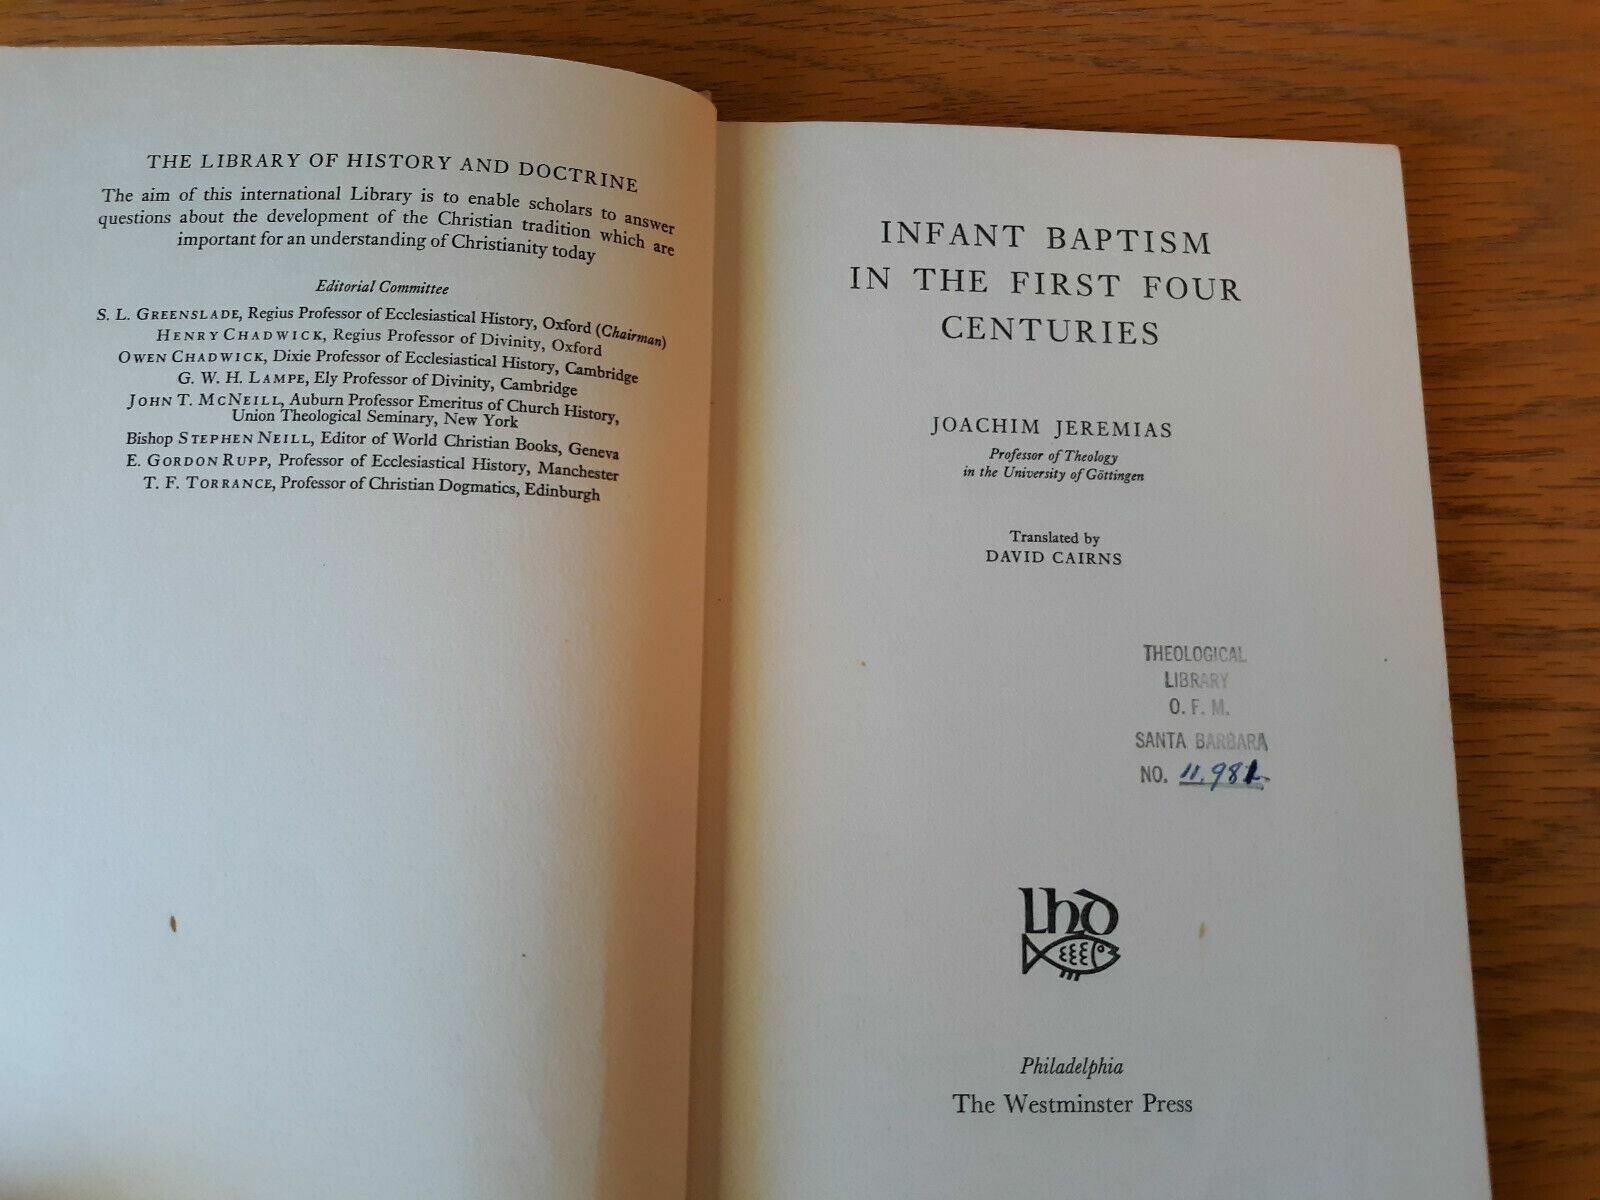 THE LIBRARY OF HISTORY AND DOCTRINE
The aim of this international Library is to enable scholars to answer
questions about the development of the Christian tradition which are
important for an understanding of Christianity today
Editorial Committee
S. L. GREENSLADE, Regius Professor of Ecclesiastical History, Oxford (Chairman)
HENRY CHADWICK, Regius Professor of Divinity, Oxford
OWEN CHADWICK, Dixie Professor of Ecclesiastical History, Cambridge
G. W. H. LAMPE, Ely Professor of Divinity, Cambridge
JOHN T. MCNEILL, Auburn Professor Emeritus of Church History,
Union Theological Seminary, New York
Bishop STEPHEN NEILL, Editor of World Christian Books, Geneva
E. GORDON RUPP, Professor of Ecclesiastical History, Manchester
T. F. TORRANCE, Professor of Christian Dogmatics, Edinburgh
INFANT BAPTISM
IN THE FIRST FOUR
CENTURIES
JOACHIM JEREMIAS
Professor of Theology
in the University of Göttingen
Translated by
DAVID CAIRNS
THEOLOGICAL
LIBRARY
O. F. M.
SANTA BARBARA
NO.
lhd
Philadelphia
The Westminster Press